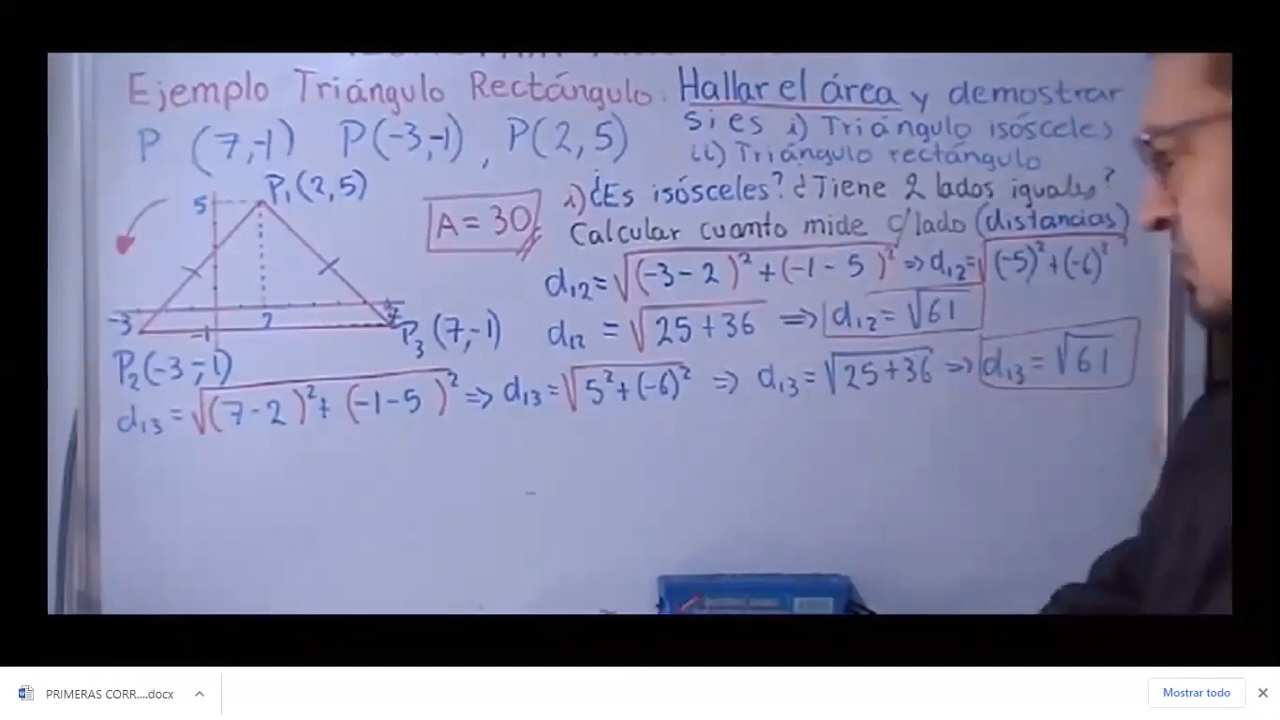 Ejemplo Triángulo Rectángulo. Hallar el área y demostrar
si es i) Triángulo isósceles
ii) Triángulo rectángulo
P (7,-1) P(-3,-1), P(2,5)
i) ¿Es isósceles? ¿Tiene 2 lados iguales?
Calcular cuanto mide c/lado (distancias)
P₁(2,5)
5
A = 30
-3
2
7
-1
P₂(-3,-1)
P₃(7,-1)
d₁₂ = √(-3-2)² + (-1-5)² => d₁₂ = √(-5)² + (-6)²
d₁₂ = √25+36 => d₁₂ = √61
d₁₃ = √(7-2)² + (-1-5)² => d₁₃ = √5² + (-6)² => d₁₃ = √25+36 => d₁₃ = √61
PRIMERAS CORR....docx
Mostrar todo